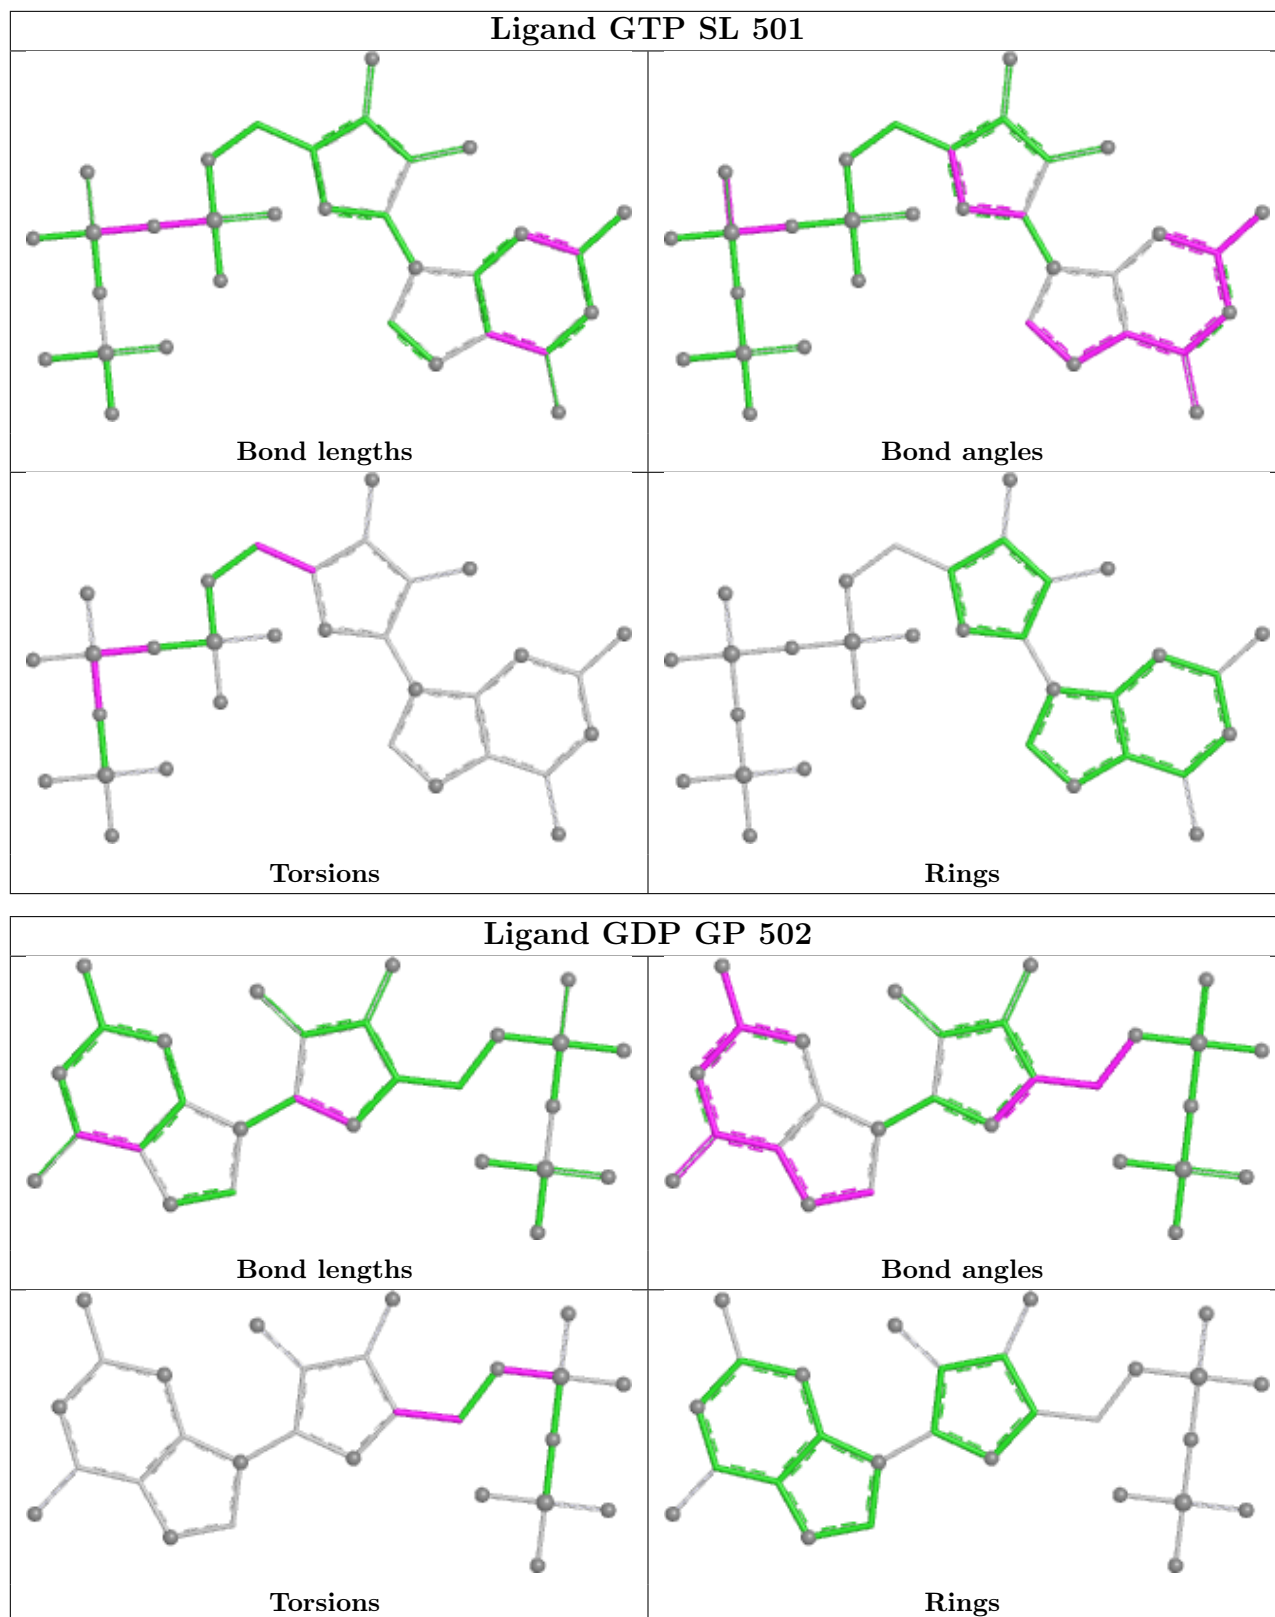 Ligand GTP SL 501
Bond lengths
Bond angles
Torsions
Rings
Ligand GDP GP 502
Bond lengths
Bond angles
Torsions
Rings